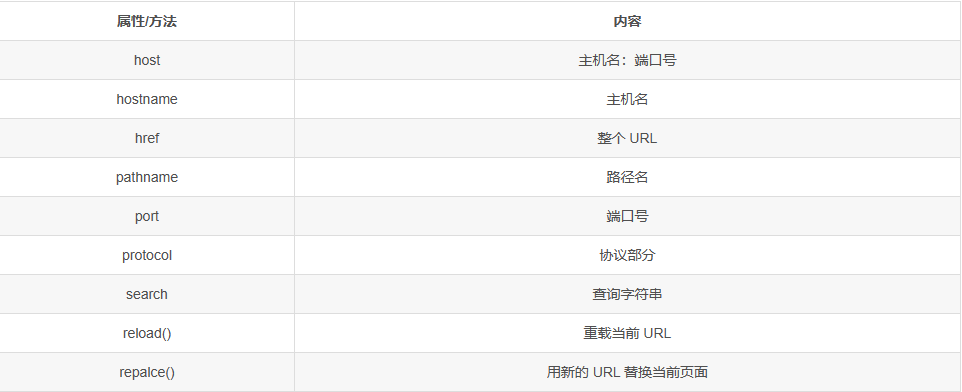 属性/方法 内容
host 主机名：端口号
hostname 主机名
href 整个 URL
pathname 路径名
port 端口号
protocol 协议部分
search 查询字符串
reload() 重载当前 URL
repalce() 用新的 URL 替换当前页面